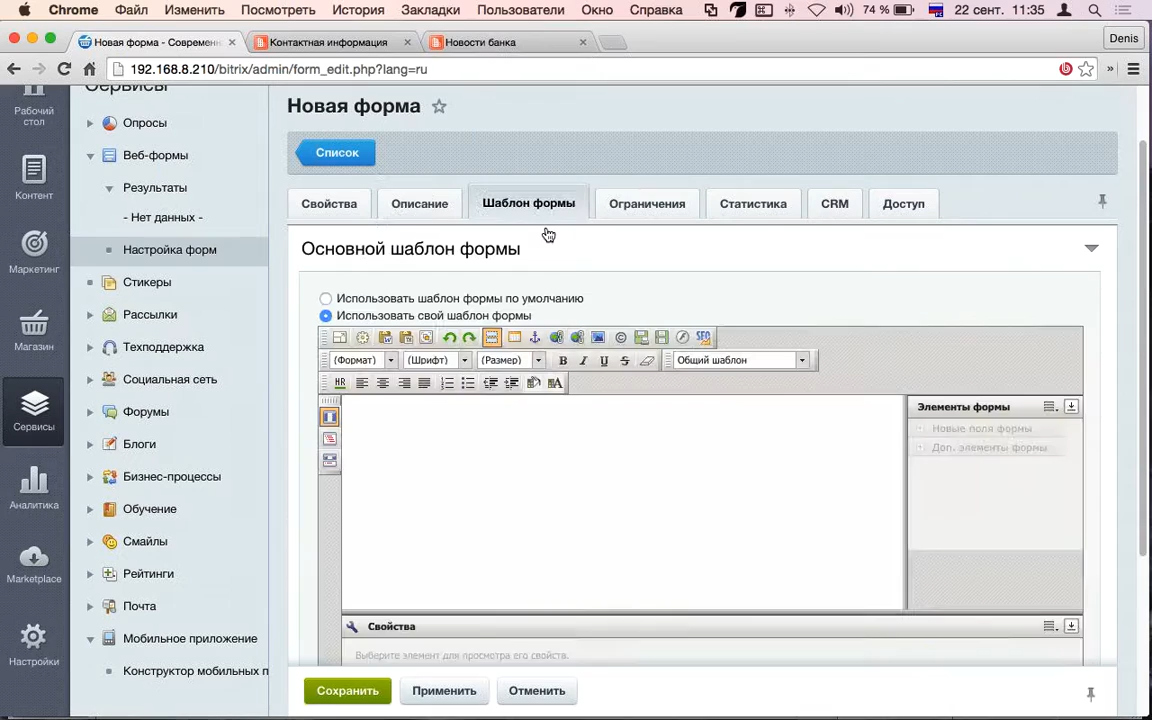 Chrome Файл Изменить Посмотреть История Закладки Пользователи Окно Справка 74 % 22 сент. 11:35
Новая форма - Современн
Контактная информация
Новости банка
Denis
192.168.8.210/bitrix/admin/form_edit.php?lang=ru
Рабочий стол
Контент
Маркетинг
Магазин
Сервисы
Аналитика
Marketplace
Настройки
Сервисы
Опросы
Веб-формы
Результаты
- Нет данных -
Настройка форм
Стикеры
Рассылки
Техподдержка
Социальная сеть
Форумы
Блоги
Бизнес-процессы
Обучение
Смайлы
Рейтинги
Почта
Мобильное приложение
Конструктор мобильных п
Новая форма
Список
Свойства Описание Шаблон формы Ограничения Статистика CRM Доступ
Основной шаблон формы
Использовать шаблон формы по умолчанию
Использовать свой шаблон формы
SEO
(Формат) (Шрифт) (Размер) B I U S Общий шаблон
HR
Элементы формы
Новые поля формы
Доп. элементы формы
Свойства
Выберите элемент для просмотра его свойств.
Сохранить Применить Отменить